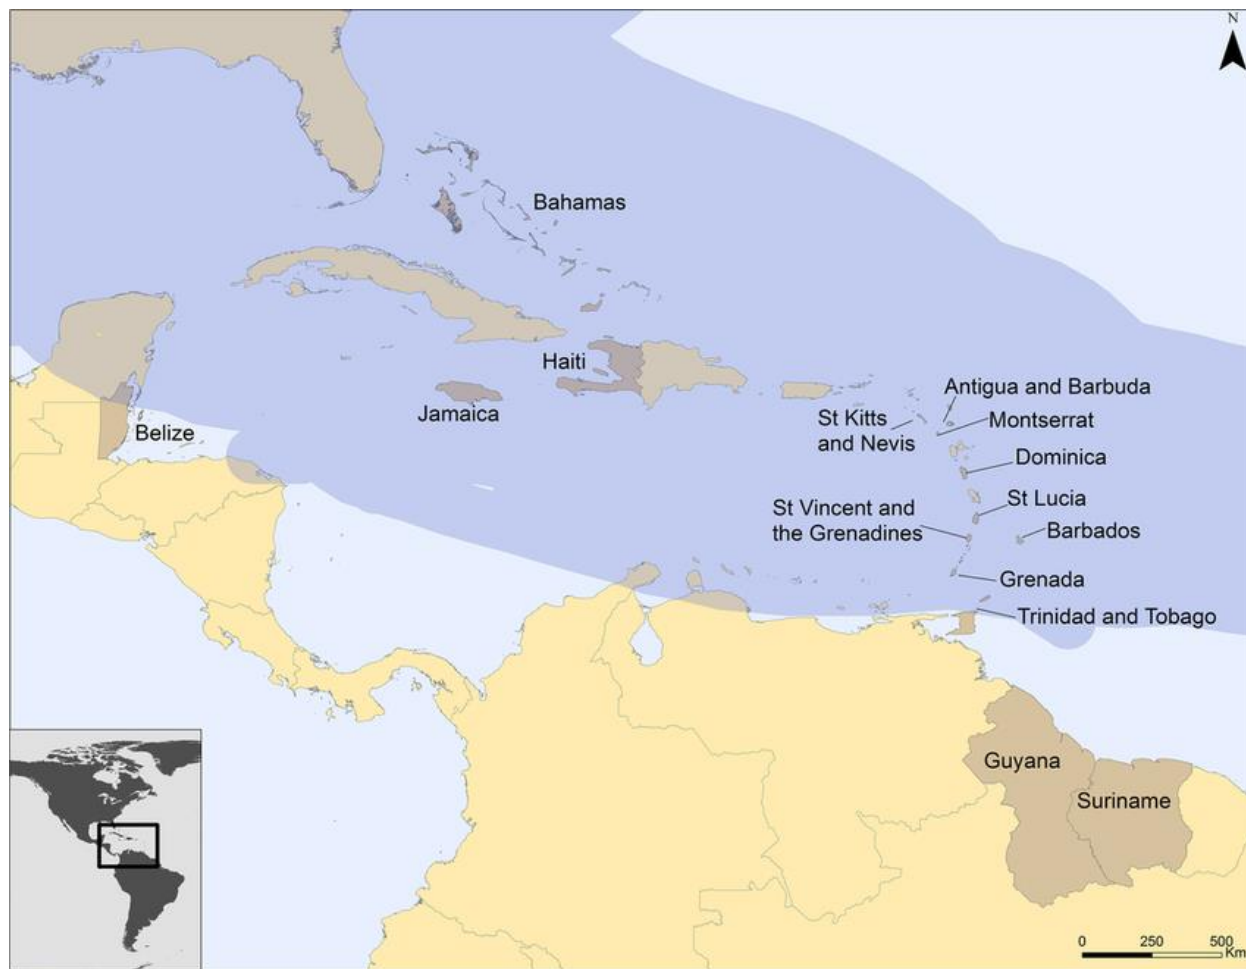 N
Bahamas
Haiti
Jamaica
Belize
Antigua and Barbuda
St Kitts
and Nevis
Montserrat
Dominica
St Lucia
St Vincent and
the Grenadines
Barbados
Grenada
Trinidad and Tobago
Guyana
Suriname
0 250 500
Km